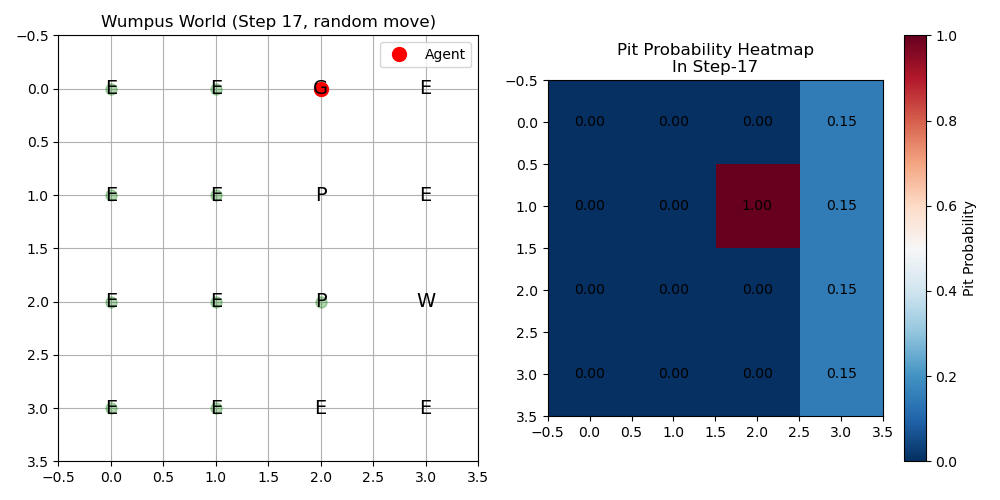 Wumpus World (Step 17, random move)
−0.5
0.0
0.5
1.0
1.5
2.0
2.5
3.0
3.5
−0.5 0.0 0.5 1.0 1.5 2.0 2.5 3.0 3.5
Agent
E E G E
E E P E
E E P W
E E E E
Pit Probability Heatmap
In Step-17
−0.5
0.0
0.5
1.0
1.5
2.0
2.5
3.0
3.5
−0.5 0.0 0.5 1.0 1.5 2.0 2.5 3.0 3.5
0.00 0.00 0.00 0.15
0.00 0.00 1.00 0.15
0.00 0.00 0.00 0.15
0.00 0.00 0.00 0.15
1.0
0.8
0.6
0.4
0.2
0.0
Pit Probability